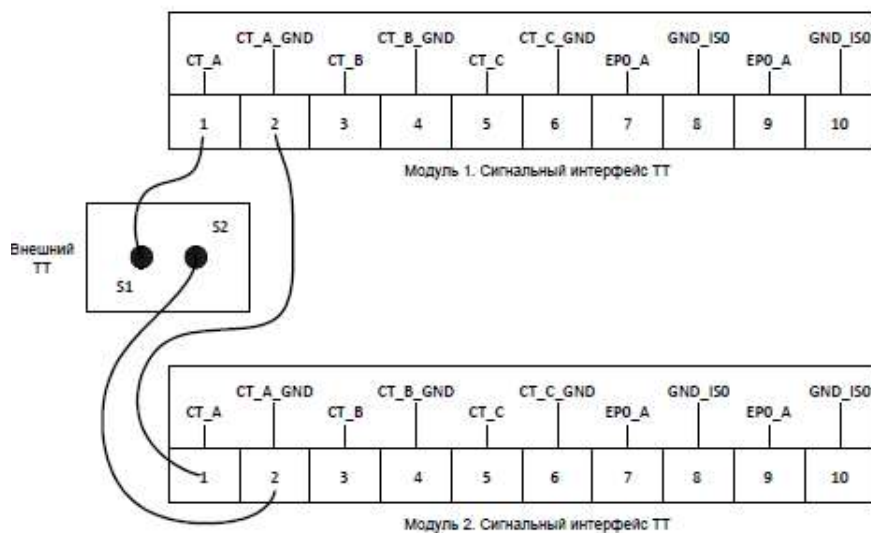 CT_A_GND CT_B_GND CT_C_GND GND_ISO GND_ISO
CT_A CT_B CT_C EPO_A EPO_A
1 2 3 4 5 6 7 8 9 10
Модуль 1. Сигнальный интерфейс ТТ
S2
Внешний
ТТ
S1
CT_A_GND CT_B_GND CT_C_GND GND_ISO GND_ISO
CT_A CT_B CT_C EPO_A EPO_A
1 2 3 4 5 6 7 8 9 10
Модуль 2. Сигнальный интерфейс ТТ